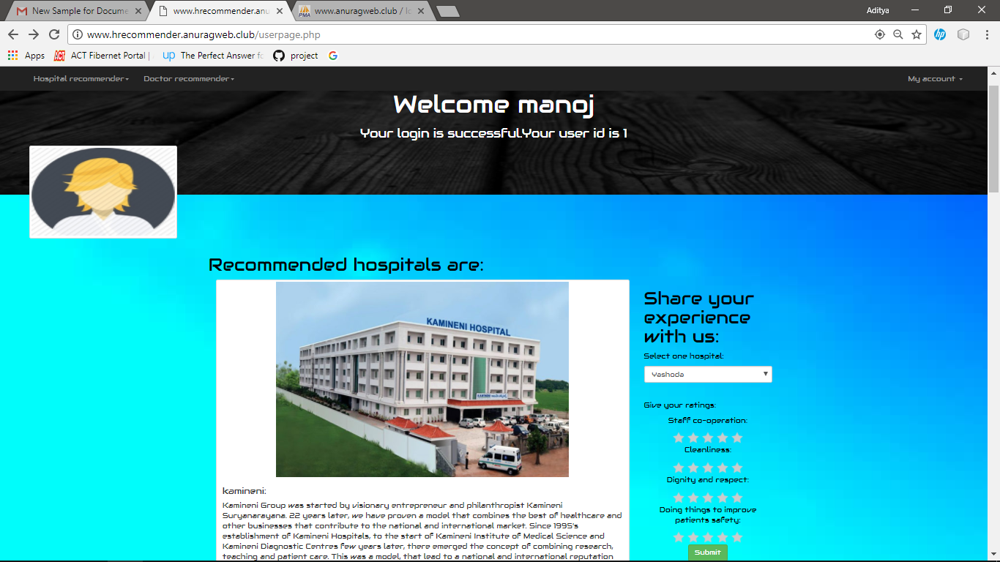 New Sample for Docume
www.hrecommender.anu
www.anuragweb.club / lo
Aditya
www.hrecommender.anuragweb.club/userpage.php
Apps
ACT Fibernet Portal |
The Perfect Answer fo
project
Hospital recommender
Doctor recommender
My account
Welcome manoj
Your login is successful.Your user id is 1
Recommended hospitals are:
KAMINENI HOSPITAL
kamineni:
Kamineni Group was started by visionary entrepreneur and philanthropist Kamineni
Suryanarayana. 22 years later, we have proven a model that combines the best of healthcare and
other businesses that contribute to the national and international market. Since 1995's
establishment of Kamineni Hospitals, to the start of Kamineni Institute of Medical Science and
Kamineni Diagnostic Centres few years later, there emerged the concept of combining research,
teaching and patient care. This was a model, that lead to a national and international reputation
Share your
experience
with us:
Select one hospital:
Yashoda
Give your ratings:
Staff co-operation:
Cleanliness:
Dignity and respect:
Doing things to improve
patients safety:
Submit